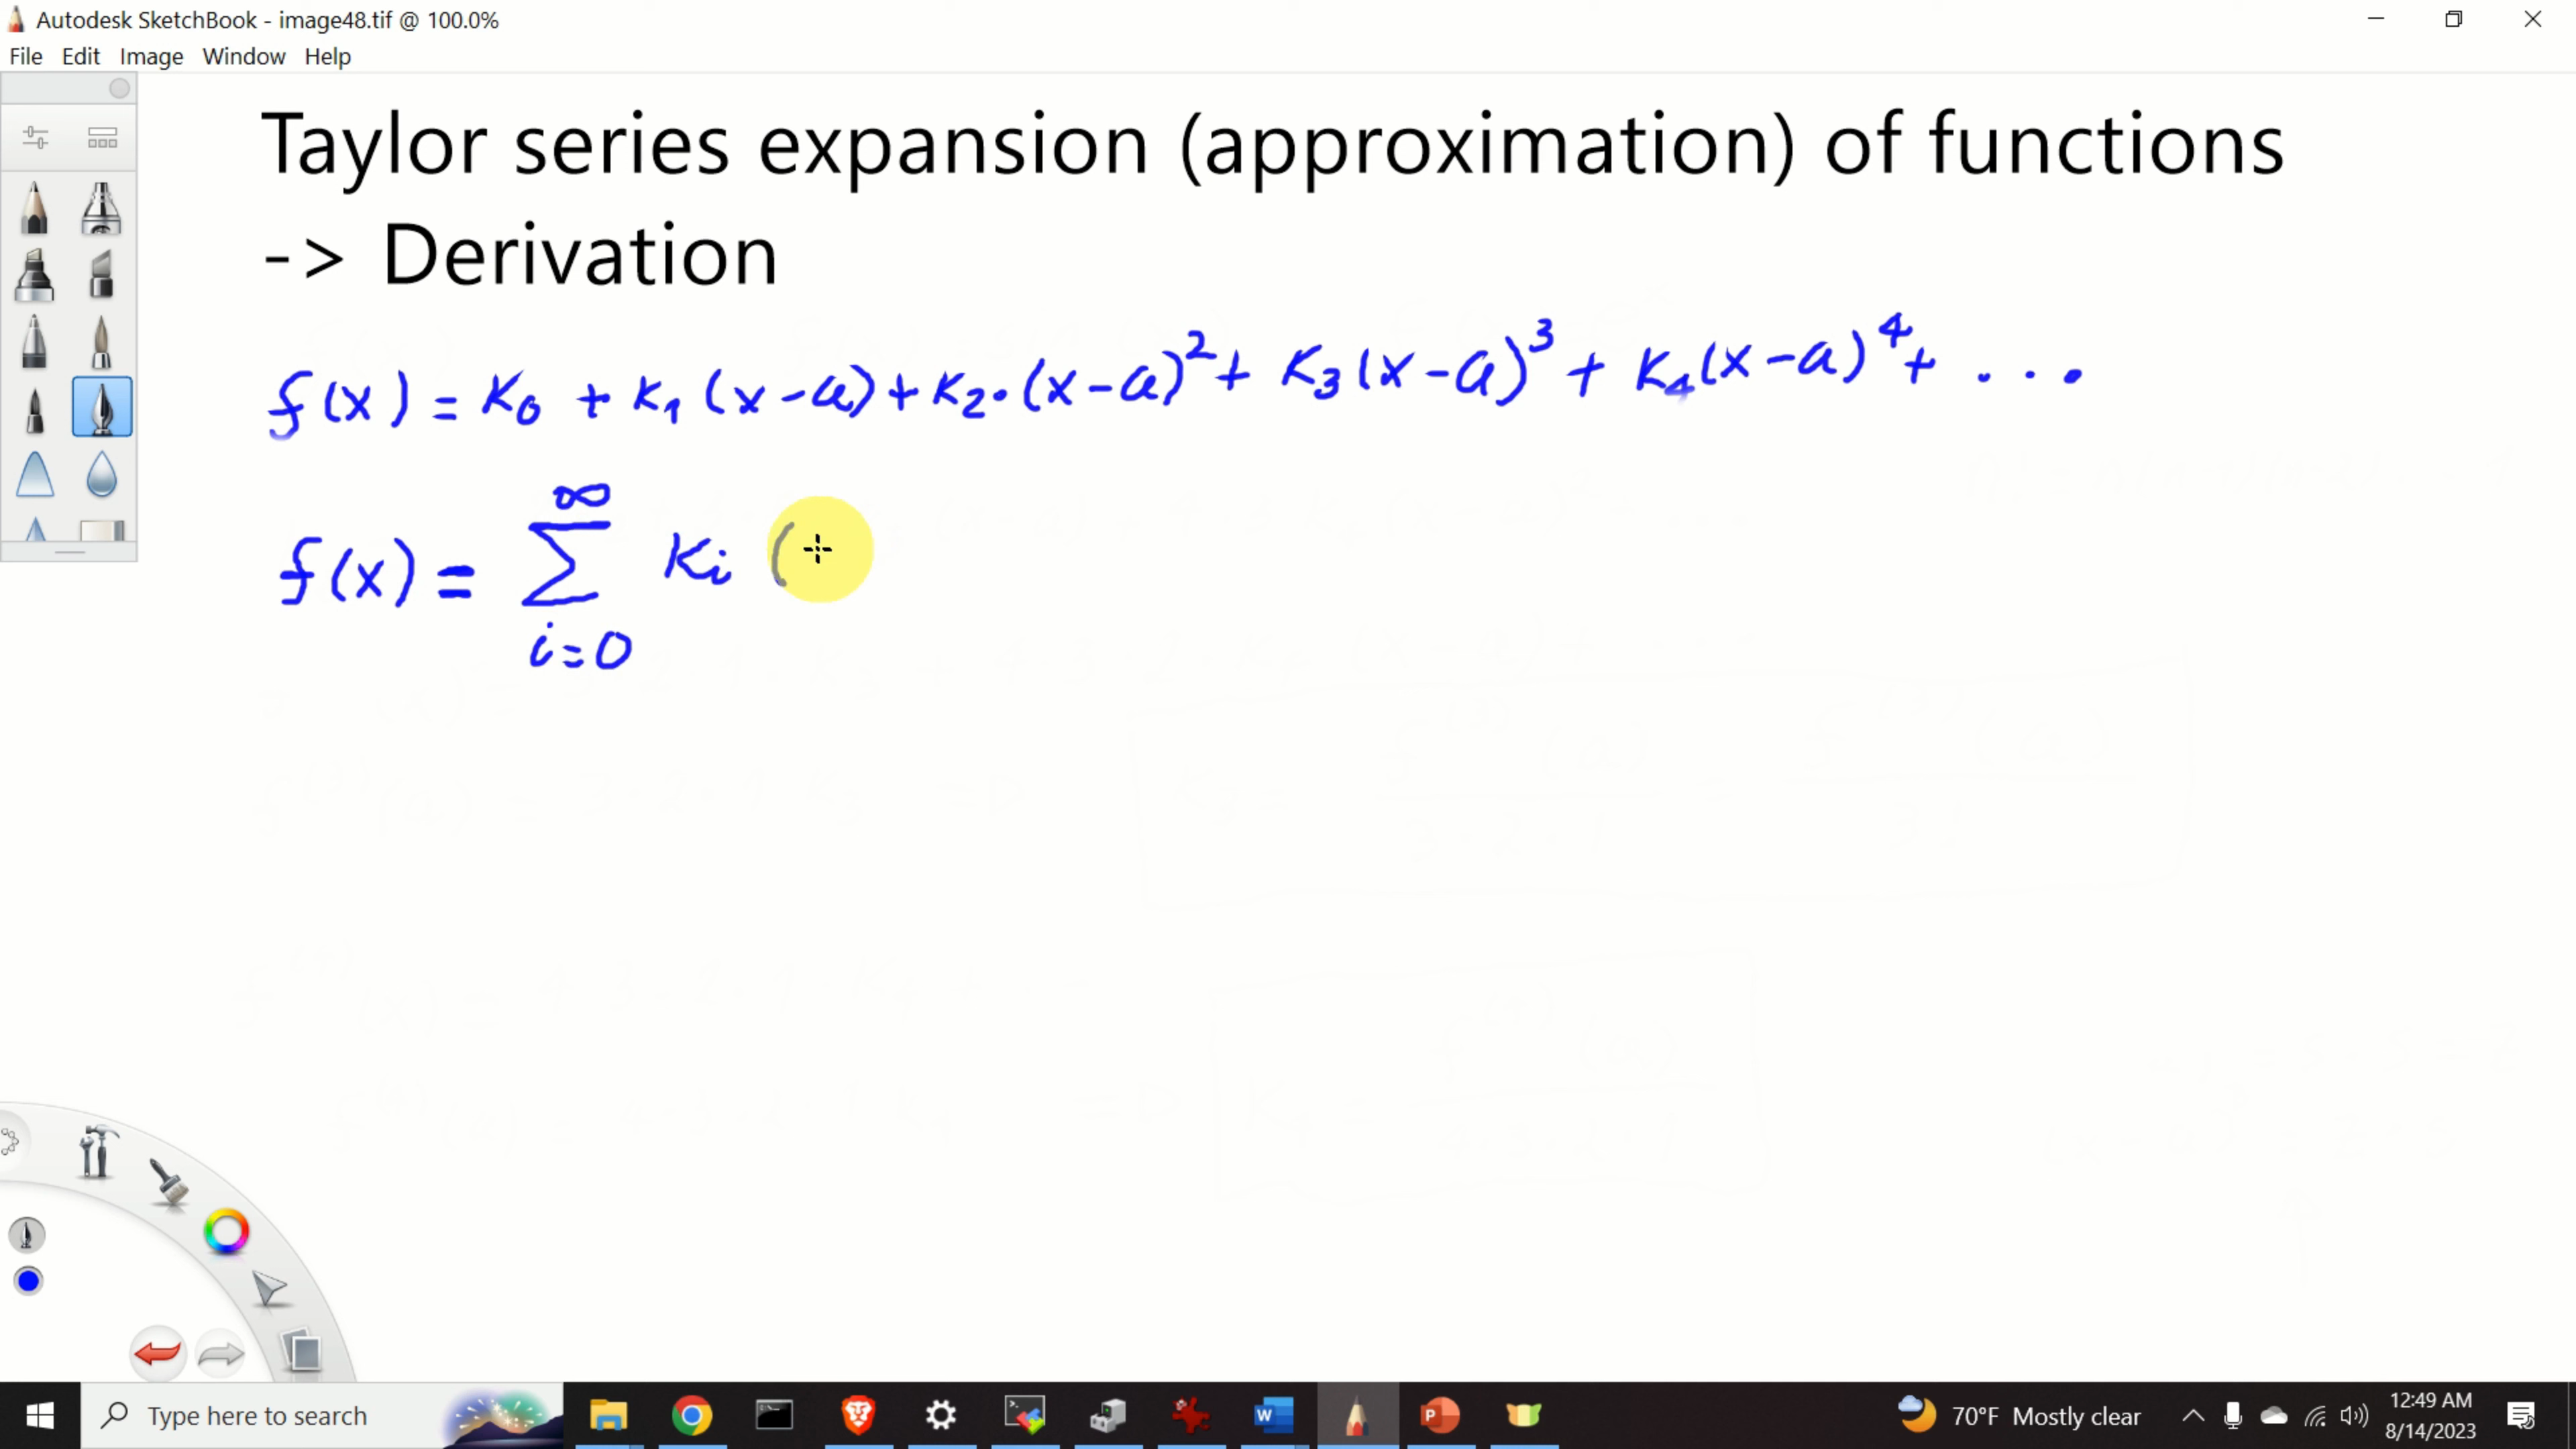 Autodesk SketchBook - image48.tif @ 100.0%
File Edit Image Window Help
Taylor series expansion (approximation) of functions
-> Derivation
f(x) = K₀ + K₁(x-a) + K₂·(x-a)² + K₃(x-a)³ + K₄(x-a)⁴ + ...
∞
f(x) = ∑ Kᵢ (
i=0
Type here to search
70°F Mostly clear
12:49 AM
8/14/2023